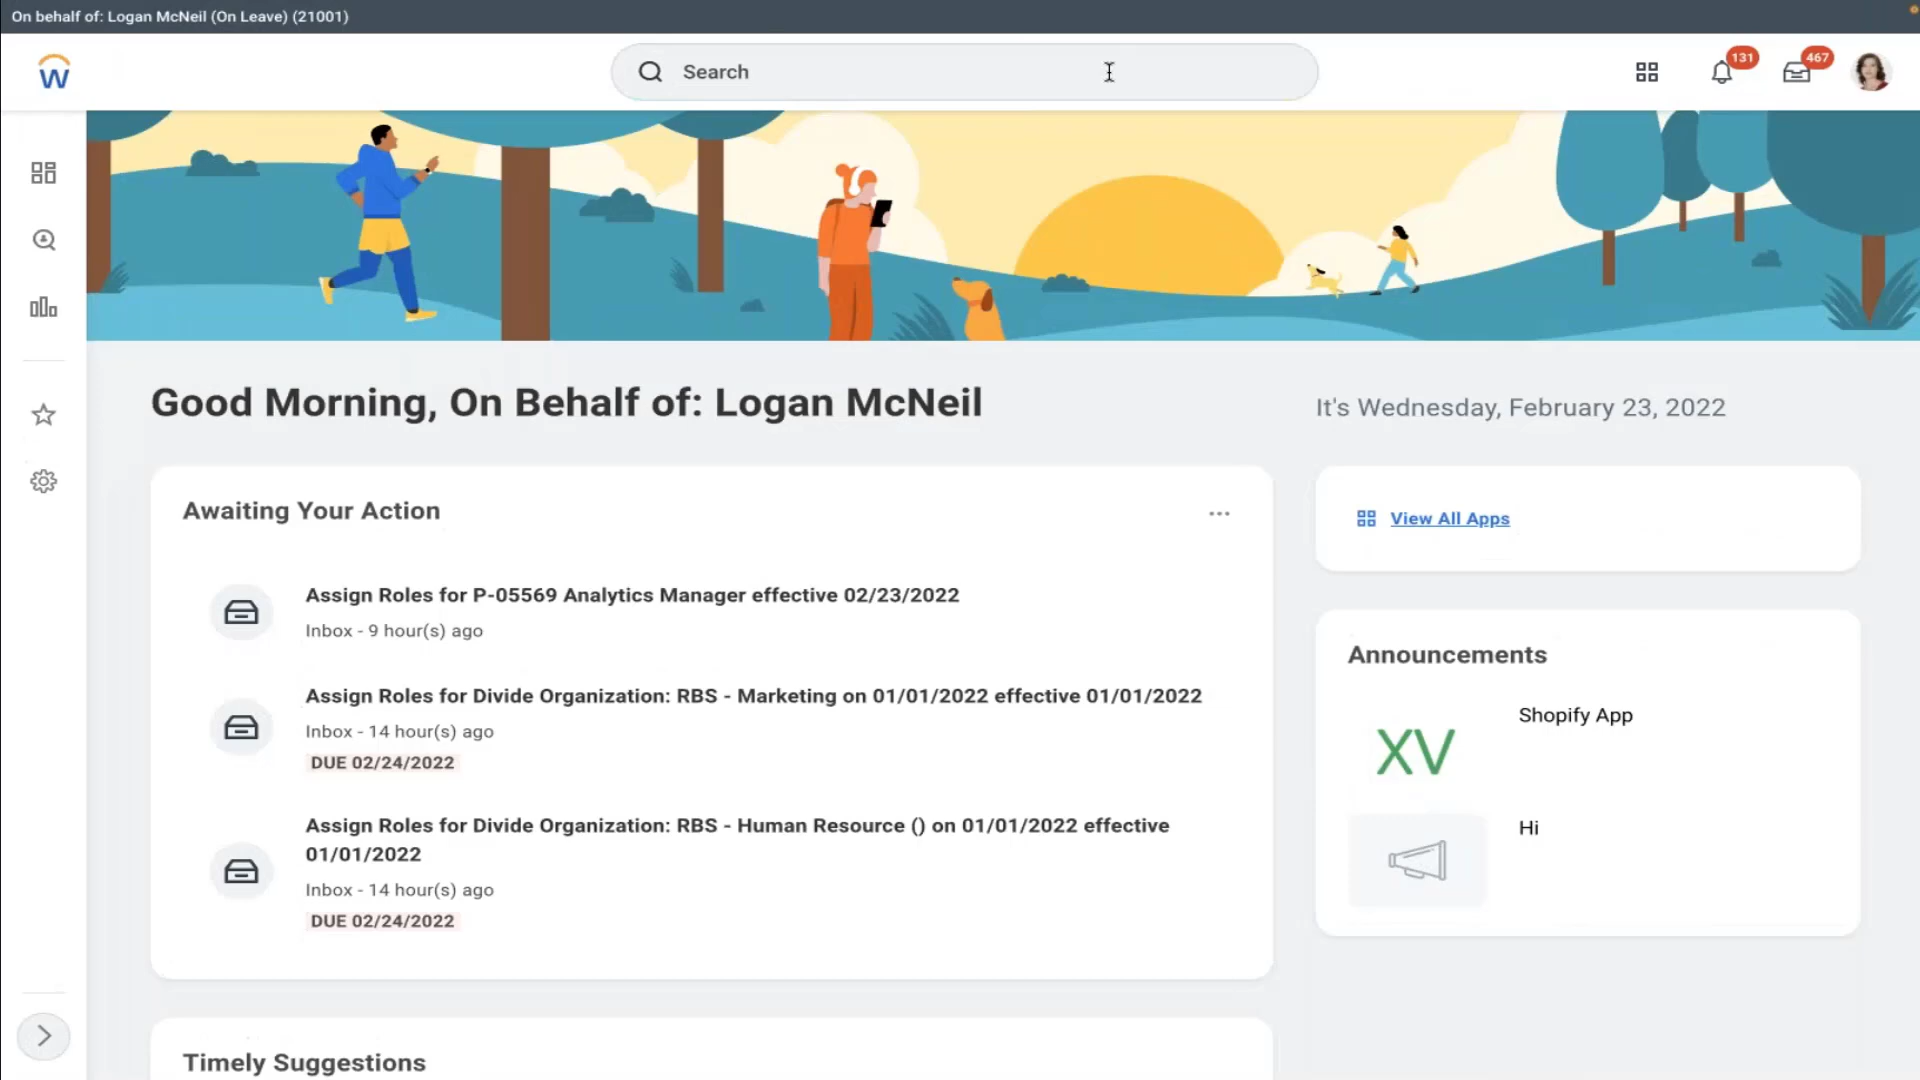 On behalf of: Logan McNeil (On Leave) (21001)
W
Search
131
467
Good Morning, On Behalf of: Logan McNeil
It's Wednesday, February 23, 2022
Awaiting Your Action
View All Apps
Assign Roles for P-05569 Analytics Manager effective 02/23/2022
Inbox - 9 hour(s) ago
Assign Roles for Divide Organization: RBS - Marketing on 01/01/2022 effective 01/01/2022
Inbox - 14 hour(s) ago
DUE 02/24/2022
Assign Roles for Divide Organization: RBS - Human Resource () on 01/01/2022 effective
01/01/2022
Inbox - 14 hour(s) ago
DUE 02/24/2022
Announcements
XV
Shopify App
Hi
Timely Suggestions